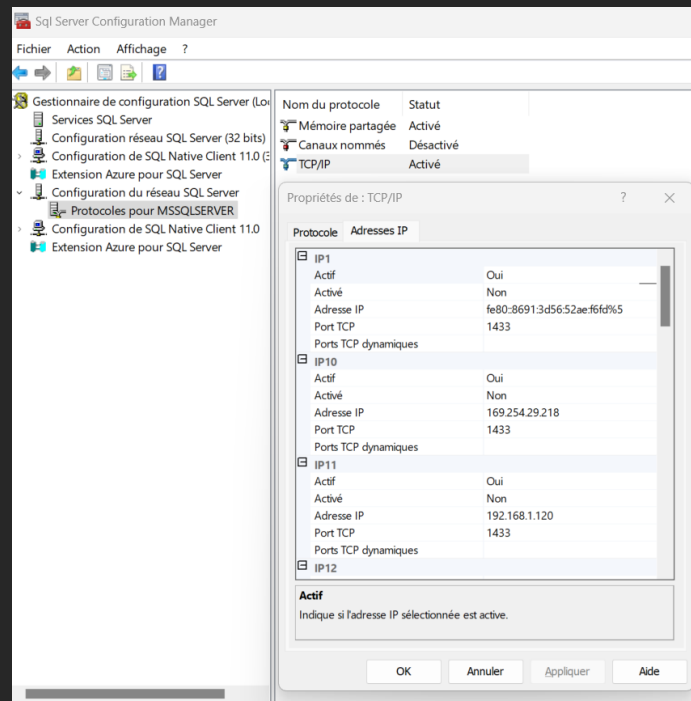 Sql Server Configuration Manager
Fichier Action Affichage ?
Gestionnaire de configuration SQL Server (Loc
Services SQL Server
Configuration réseau SQL Server (32 bits)
Configuration de SQL Native Client 11.0 (3
Extension Azure pour SQL Server
Configuration du réseau SQL Server
Protocoles pour MSSQLSERVER
Configuration de SQL Native Client 11.0
Extension Azure pour SQL Server
Nom du protocole Statut
Mémoire partagée Activé
Canaux nommés Désactivé
TCP/IP Activé
Propriétés de : TCP/IP ?
Protocole Adresses IP
IP1
Actif Oui
Activé Non
Adresse IP fe80::8691:3d56:52ae:f6fd%5
Port TCP 1433
Ports TCP dynamiques
IP10
Actif Oui
Activé Non
Adresse IP 169.254.29.218
Port TCP 1433
Ports TCP dynamiques
IP11
Actif Oui
Activé Non
Adresse IP 192.168.1.120
Port TCP 1433
Ports TCP dynamiques
IP12
Actif
Indique si l'adresse IP sélectionnée est active.
OK Annuler Appliquer Aide